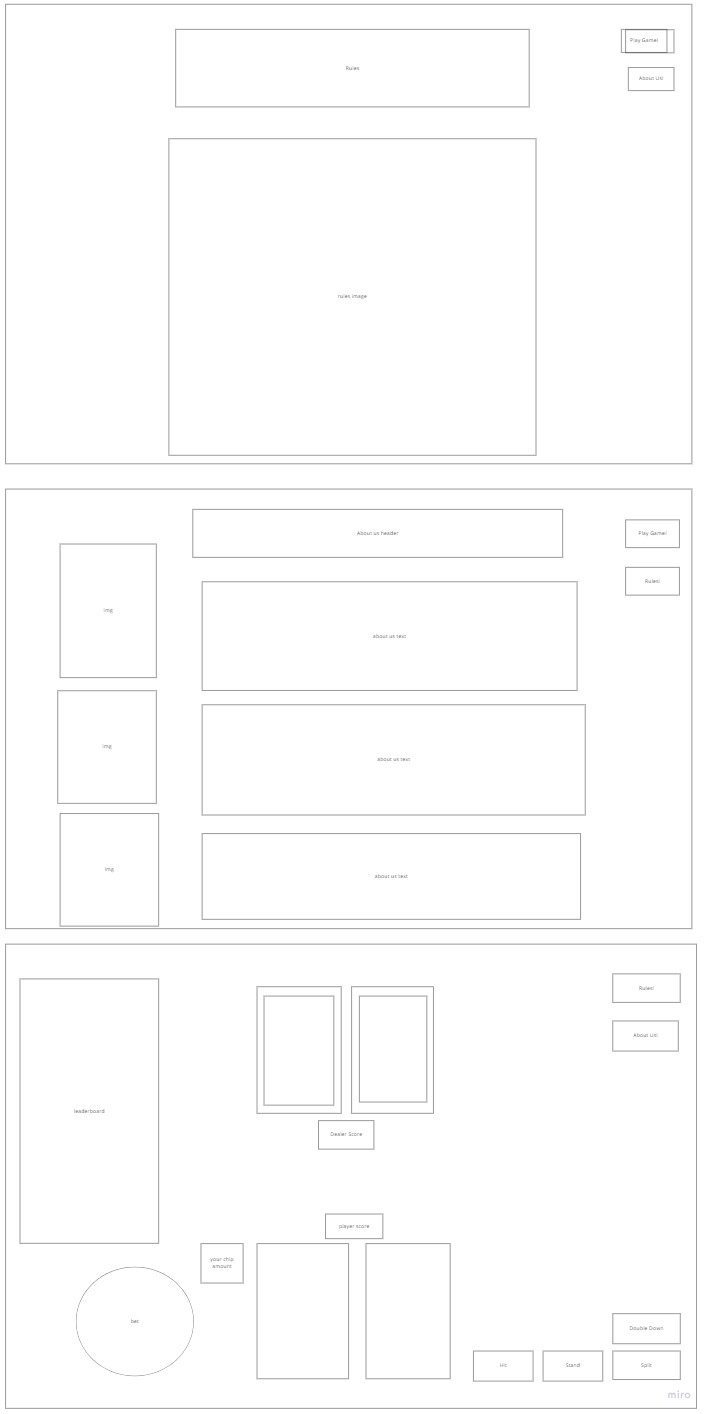 Rules
Play Game!
About Us!
rules image
About us header
Play Game!
Rules!
img
about us text
img
about us text
img
about us text
Rules!
About Us!
leaderboard
Dealer Score
player score
your chip
amount
bet
Double Down
Hit
Stand
Split
miro